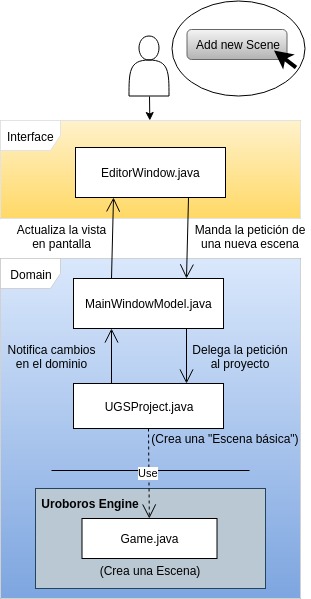 Add new Scene
Interface
EditorWindow.java
Actualiza la vista
en pantalla
Manda la petición de
una nueva escena
Domain
MainWindowModel.java
Notifica cambios
en el dominio
Delega la petición
al proyecto
UGSProject.java
(Crea una "Escena básica")
Use
Uroboros Engine
Game.java
(Crea una Escena)